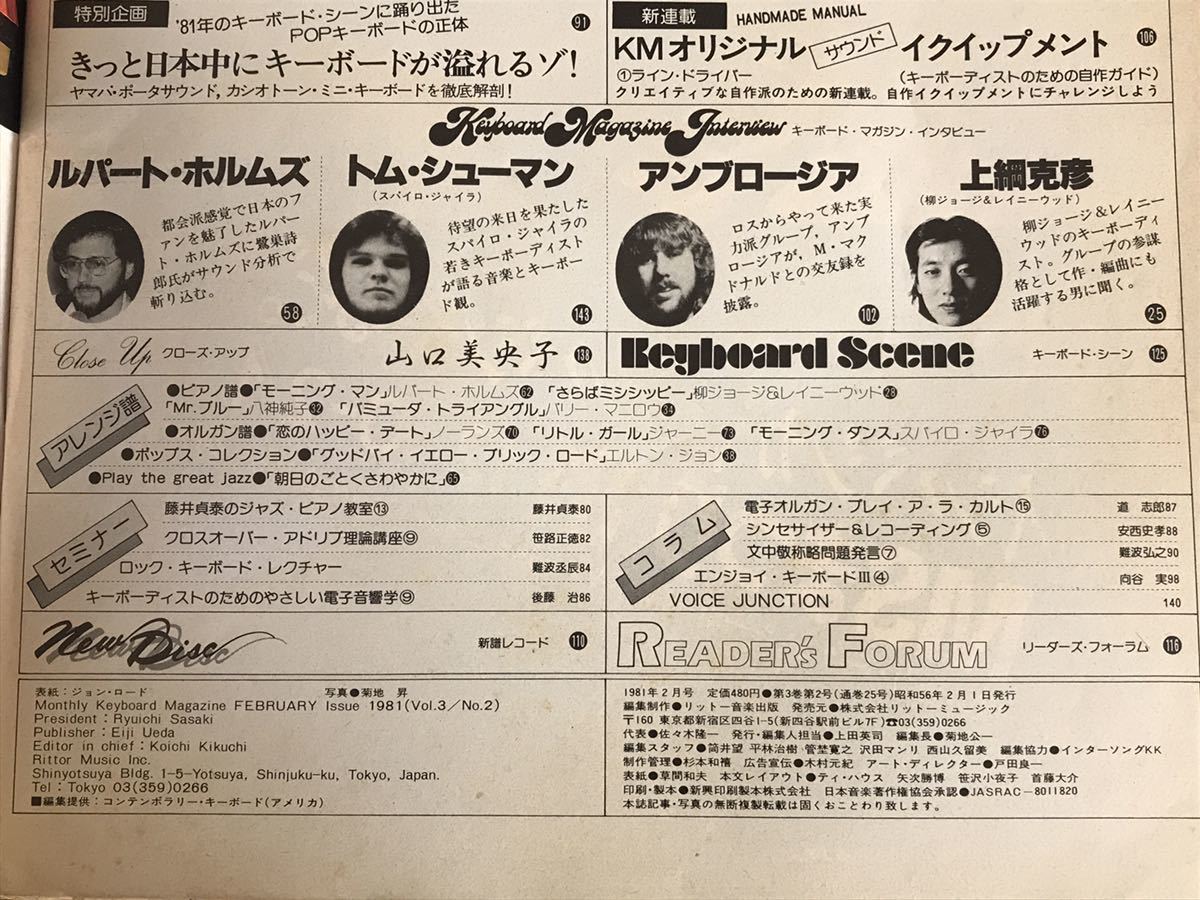 特別企画
'81年のキーボード・シーンに踊り出た
POPキーボードの正体
91
きっと日本中にキーボードが溢れるゾ!
ヤマハ・ポータサウンド, カシオトーン・ミニ・キーボードを徹底解剖!
新連載
HANDMADE MANUAL
KMオリジナル サウンド イクイップメント
106
①ライン・ドライバー
(キーボーディストのための自作ガイド)
クリエイティブな自作派のための新連載。自作イクイップメントにチャレンジしよう
Keyboard Magazine Interview キーボード・マガジン・インタビュー
ルパート・ホルムズ
都会派感覚で日本のフ
ァンを魅了したルパー
ト・ホルムズに鷺巣詩
郎氏がサウンド分析で
斬り込む。
58
トム・シューマン
(スパイロ・ジャイラ)
待望の来日を果たした
スパイロ・ジャイラの
若きキーボーディスト
が語る音楽とキーボー
ド観。
143
アンブロージア
ロスからやって来た実
力派グループ, アンブ
ロージアが, M・マク
ドナルドとの交友録を
披露。
102
上綱克彦
(柳ジョージ&レイニーウッド)
柳ジョージ&レイニー
ウッドのキーボーディ
スト。グループの参謀
格として作・編曲にも
活躍する男に聞く。
25
Close Up クローズ・アップ 山口美央子 138
Keyboard Scene キーボード・シーン 125
アレンジ譜
●ピアノ譜●「モーニング・マン」ルパート・ホルムズ62 「さらばミシシッピー」柳ジョージ&レイニーウッド28
「Mr.ブルー」八神純子32 「バミューダ・トライアングル」バリー・マニロウ34
●オルガン譜●「恋のハッピー・デート」ノーランズ70 「リトル・ガール」ジャーニー73 「モーニング・ダンス」スパイロ・ジャイラ76
●ポップス・コレクション●「グッドバイ・イエロー・ブリック・ロード」エルトン・ジョン38
●Play the great jazz●「朝日のごとくさわやかに」65
セミナー
藤井貞泰のジャズ・ピアノ教室⑬ 藤井貞泰80
クロスオーバー・アドリブ理論講座⑨ 笹路正徳82
ロック・キーボード・レクチャー 難波丞辰84
キーボーディストのためのやさしい電子音響学⑨ 後藤 治86
コラム
電子オルガン・プレイ・ア・ラ・カルト⑮ 道 志郎87
シンセサイザー&レコーディング⑤ 安西史孝88
文中敬称略問題発言⑦ 難波弘之90
エンジョイ・キーボードⅢ④ 向谷 実98
VOICE JUNCTION 140
New Disc 新譜レコード 110
READER's FORUM リーダーズ・フォーラム 116
表紙:ジョン・ロード 写真●菊地 昇
Monthly Keyboard Magazine FEBRUARY Issue 1981(Vol.3/No.2)
President : Ryuichi Sasaki
Publisher : Eiji Ueda
Editor in chief : Koichi Kikuchi
Rittor Music Inc.
Shinyotsuya Bldg. 1-5-Yotsuya, Shinjuku-ku, Tokyo, Japan.
Tel : Tokyo 03(359)0266
■編集提供:コンテンポラリー・キーボード(アメリカ)
1981年2月号 定価480円●第3巻第2号(通巻25号)昭和56年2月1日発行
編集制作●リットー音楽出版 発売元●株式会社リットーミュージック
〒160 東京都新宿区四谷1-5(新四谷駅前ビル7F)☎03(359)0266
代表●佐々木隆一 発行・編集人担当●上田英司 編集長●菊地公一
編集スタッフ●筒井望 平林治樹 管埜寛之 沢田マンリ 西山久留美 編集協力●インターソングKK
制作管理●杉本和禧 広告宣伝●木村元紀 アート・ディレクター●戸田良一
表紙●草間和夫 本文レイアウト●ティ・ハウス 矢次勝博 笹沢小夜子 首藤大介
印刷・製本●新興印刷製本株式会社 日本音楽著作権協会承認●JASRAC-8011820
本誌記事・写真の無断複製転載は固くおことわり致します。